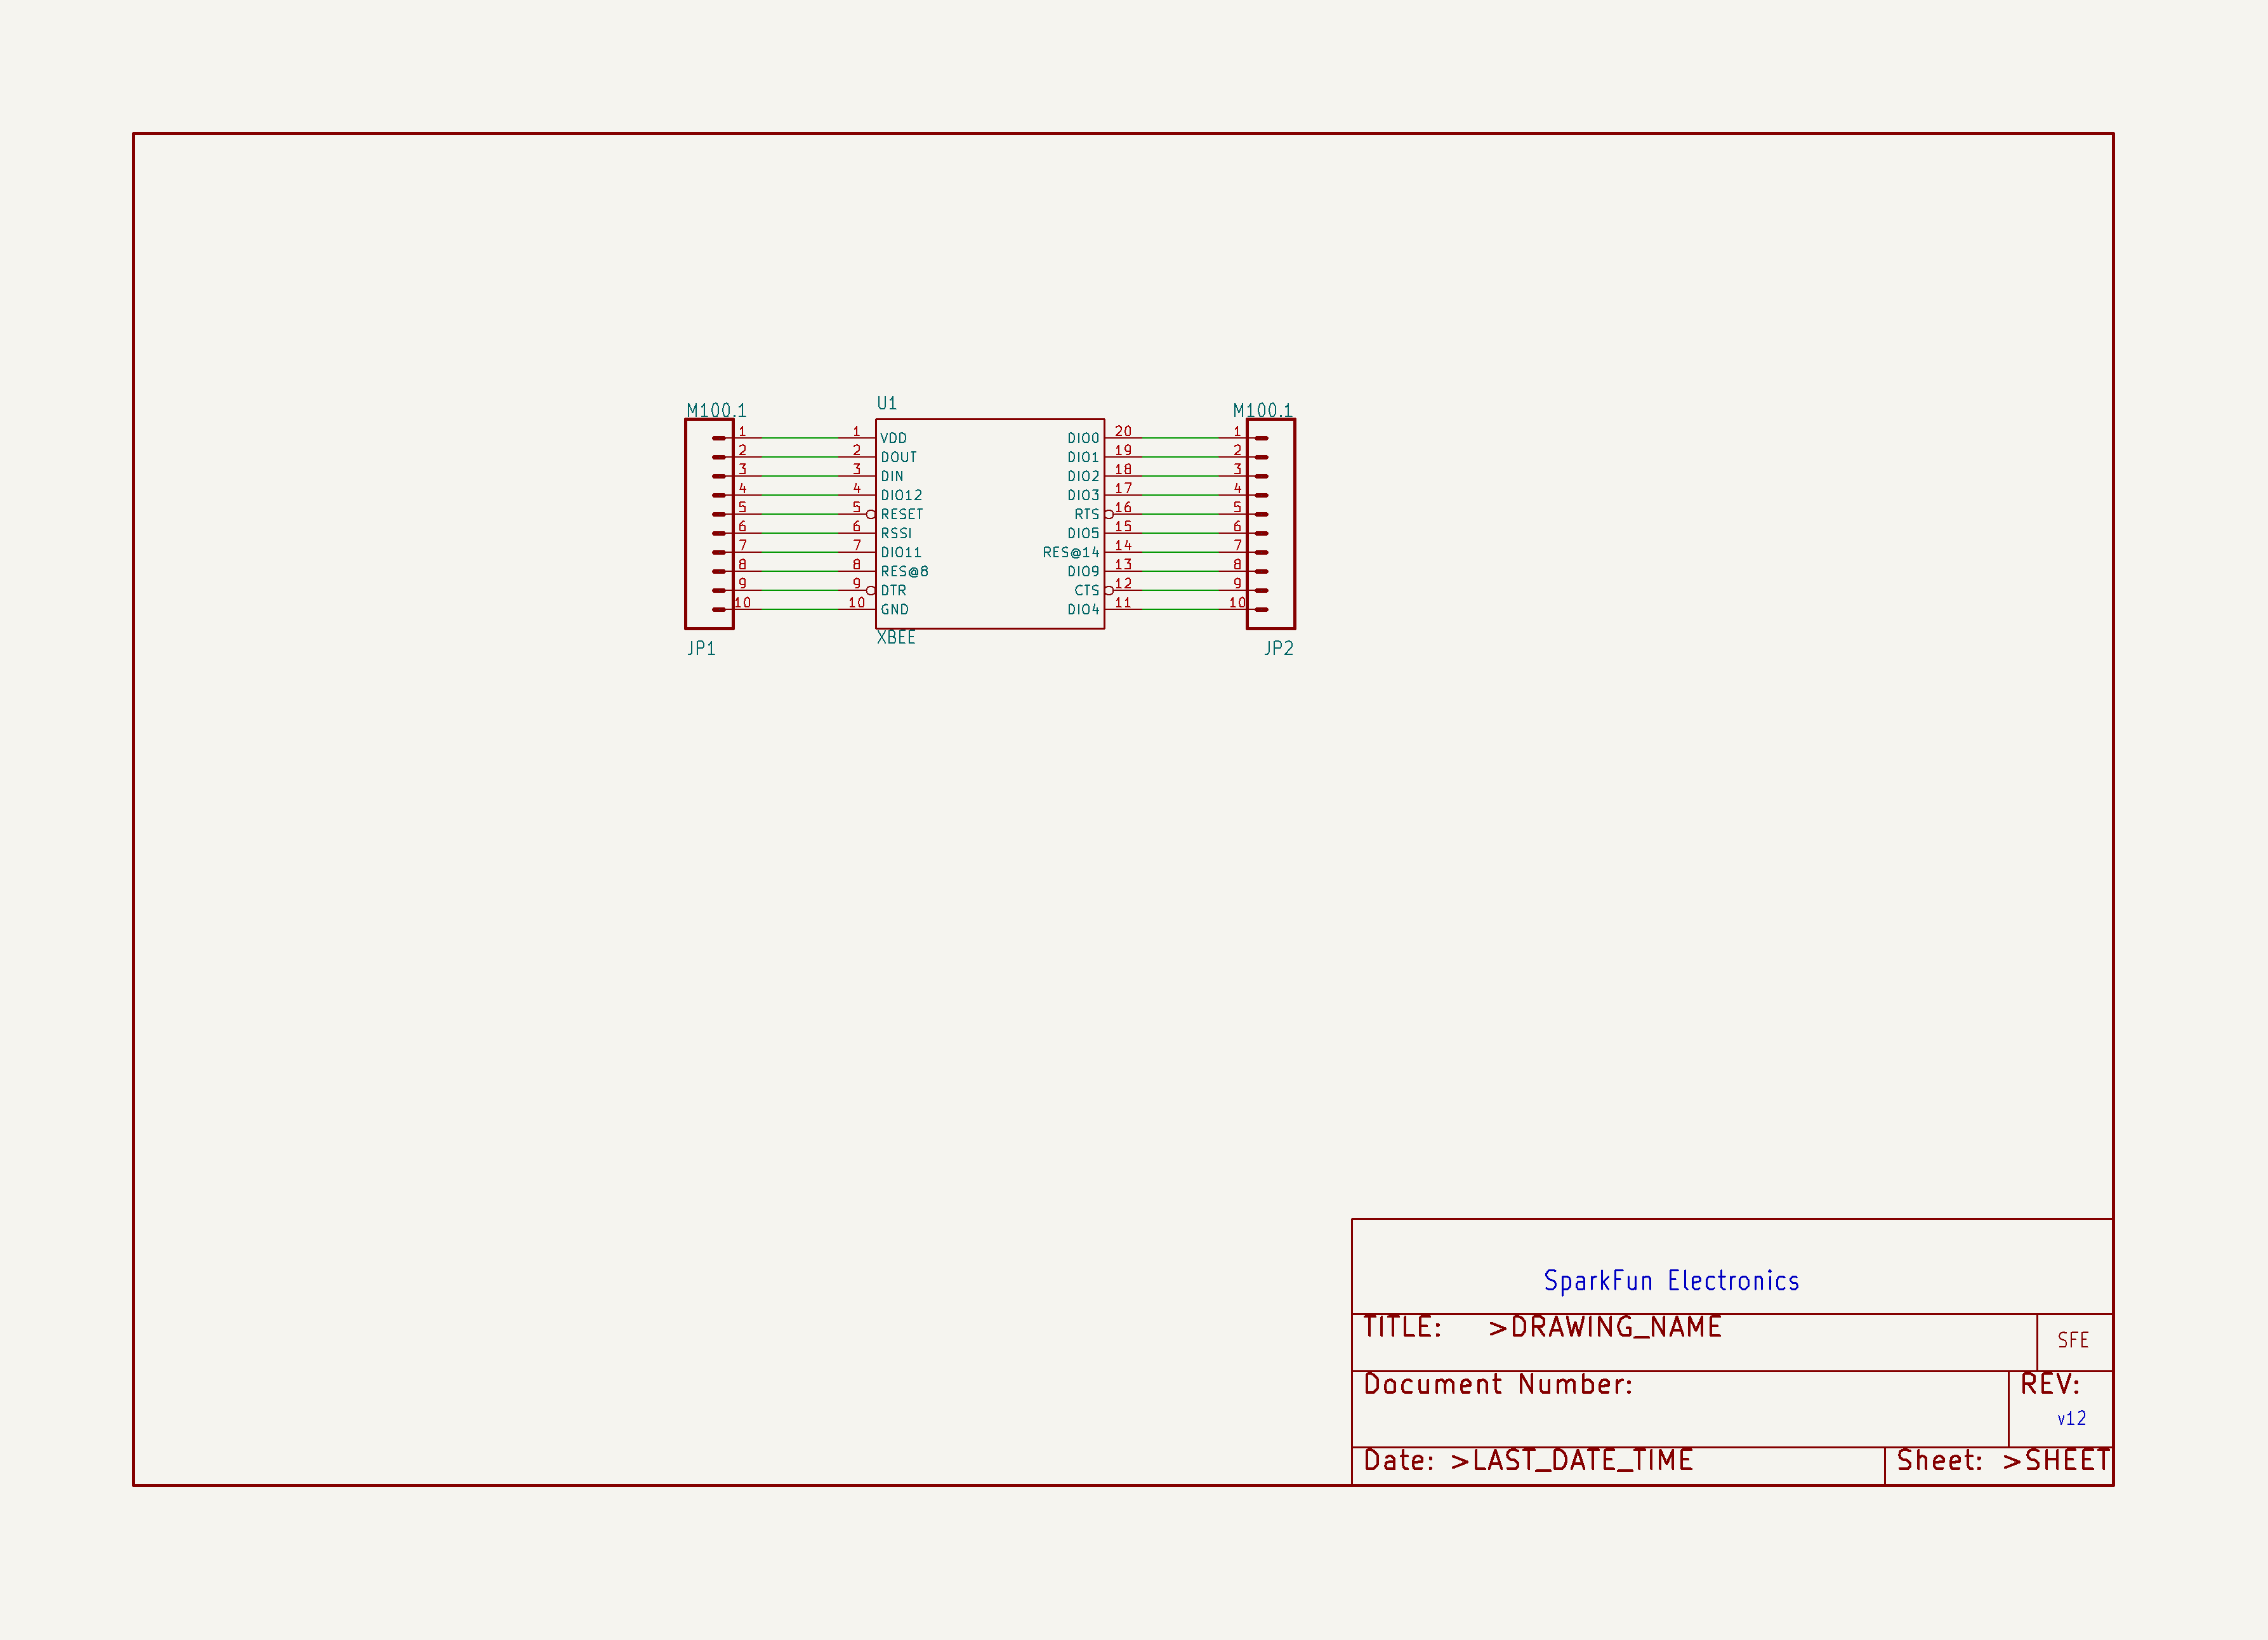 M100.1 U1 M100.1
1 1 VDD DIO0 20 1
2 2 DOUT DIO1 19 2
3 3 DIN DIO2 18 3
4 4 DIO12 DIO3 17 4
5 5 RESET RTS 16 5
6 6 RSSI DIO5 15 6
7 7 DIO11 RES@14 14 7
8 8 RES@8 DIO9 13 8
9 9 DTR CTS 12 9
10 10 GND DIO4 11 10
XBEE
JP1 JP2
SparkFun Electronics
TITLE: >DRAWING_NAME
SFE
Document Number:
REV:
v12
Date: >LAST_DATE_TIME
Sheet: >SHEET